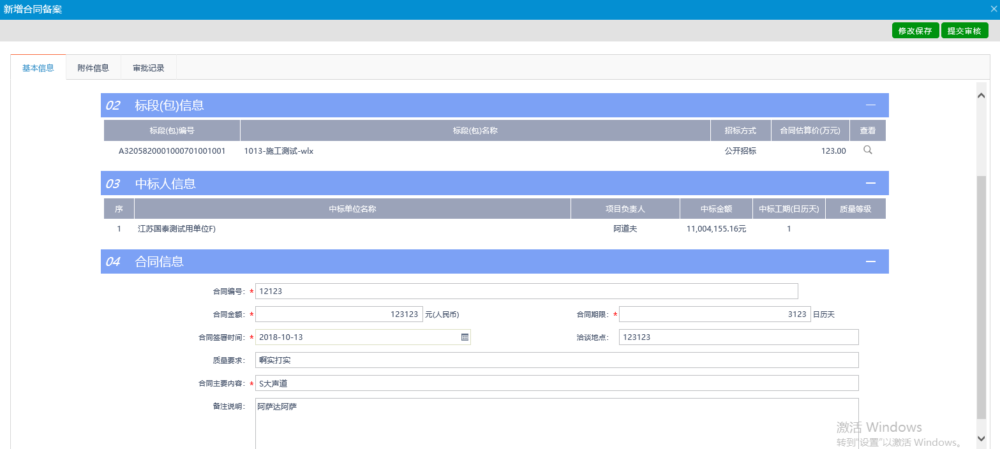 新增合同备案
修改保存 提交审核
基本信息 附件信息 审批记录
02 标段(包)信息
标段(包)编号 标段(包)名称 招标方式 合同估算价(万元) 查看
A3205820001000701001001 1013-施工测试-wlx 公开招标 123.00
03 中标人信息
序 中标单位名称 项目负责人 中标金额 中标工期(日历天) 质量等级
1 江苏国泰测试用单位F) 阿道夫 11,004,155.16元 1
04 合同信息
合同编号：* 12123
合同金额：* 123123 元(人民币) 合同期限：* 3123 日历天
合同签署时间：* 2018-10-13 洽谈地点： 123123
质量要求： 啊实打实
合同主要内容：* S大声道
备注说明： 阿萨达阿萨
激活 Windows
转到"设置"以激活 Windows。